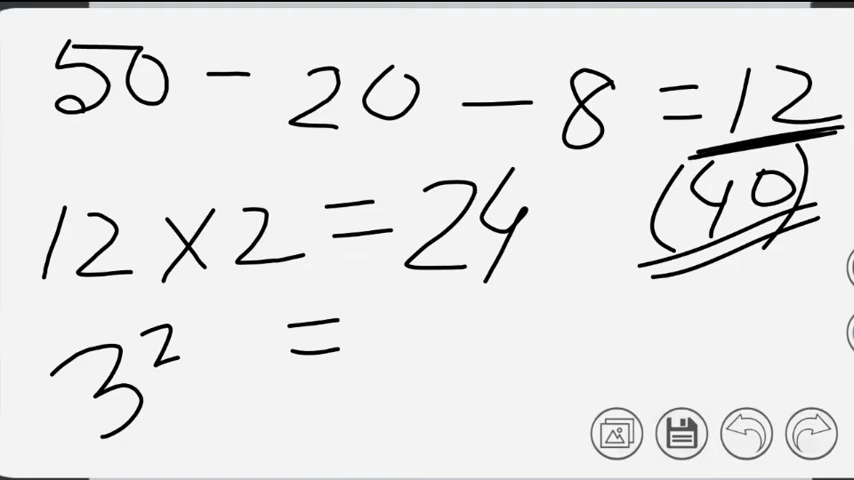 50 - 20 - 8 = 12
(40)
12 × 2 = 24
3² =